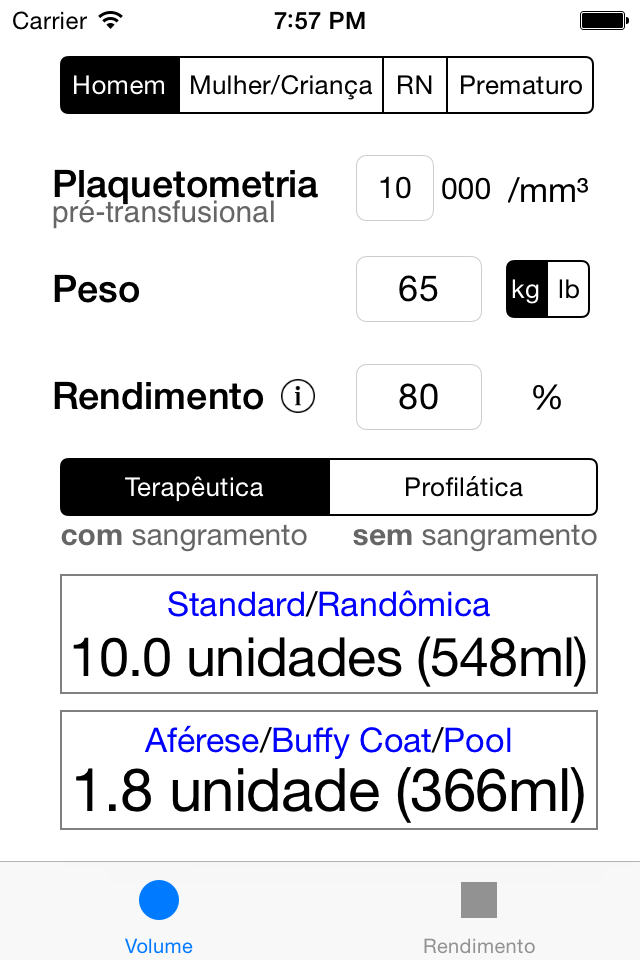 Carrier 7:57 PM
Homem Mulher/Criança RN Prematuro
Plaquetometria 10 000 /mm³
pré-transfusional
Peso 65 kg lb
Rendimento i 80 %
Terapêutica Profilática
com sangramento sem sangramento
Standard/Randômica
10.0 unidades (548ml)
Aférese/Buffy Coat/Pool
1.8 unidade (366ml)
Volume Rendimento